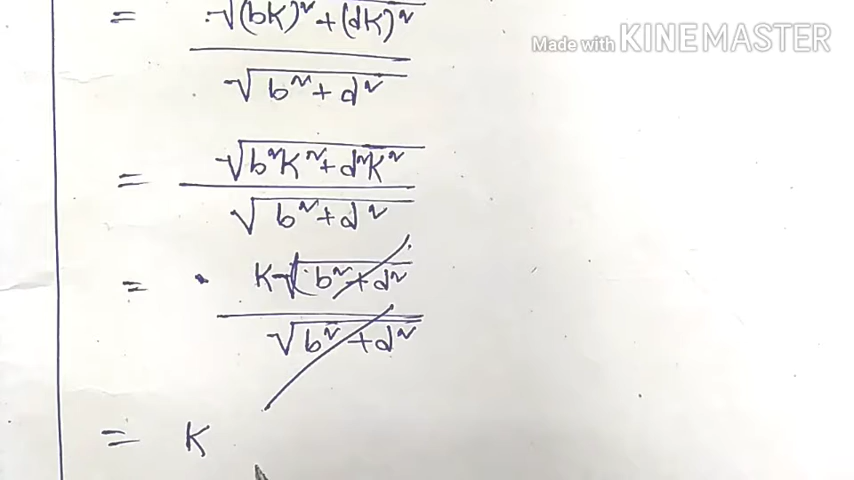 = √(bK)² + (dK)² / √b² + d²
Made with KINEMASTER
= √b²K² + d²K² / √b² + d²
= K√(b² + d² / √b² + d²
= K